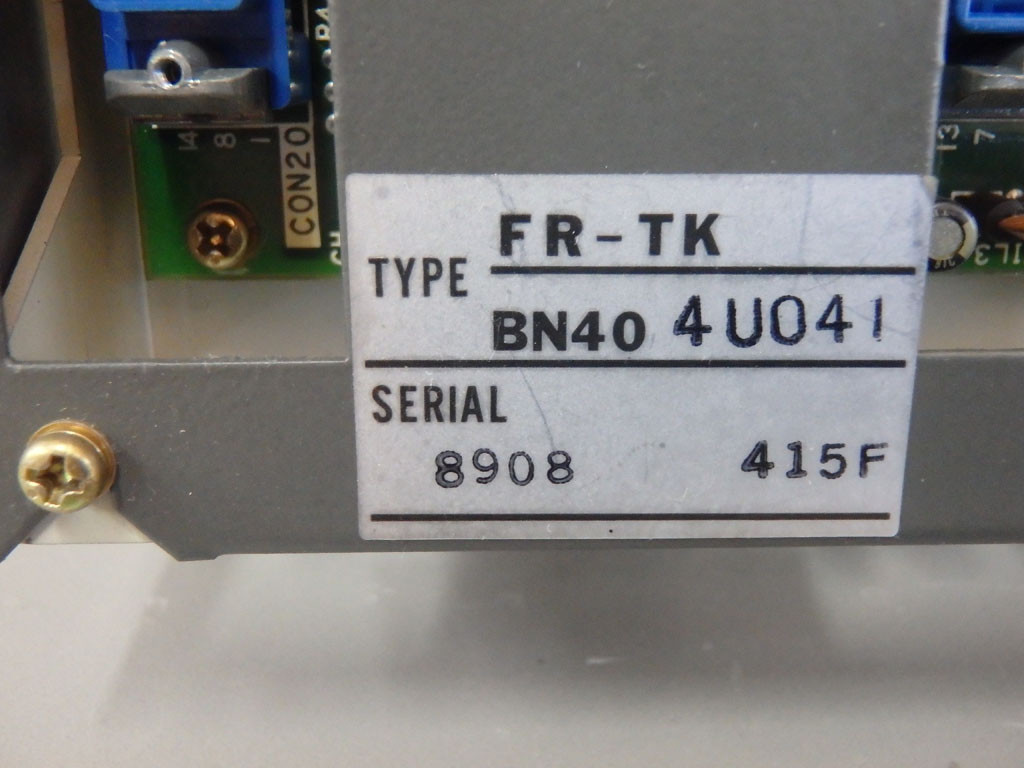 14 8 1
CON20
13 7
TYPE
FR-TK
BN40 4U041
SERIAL
8908 415F